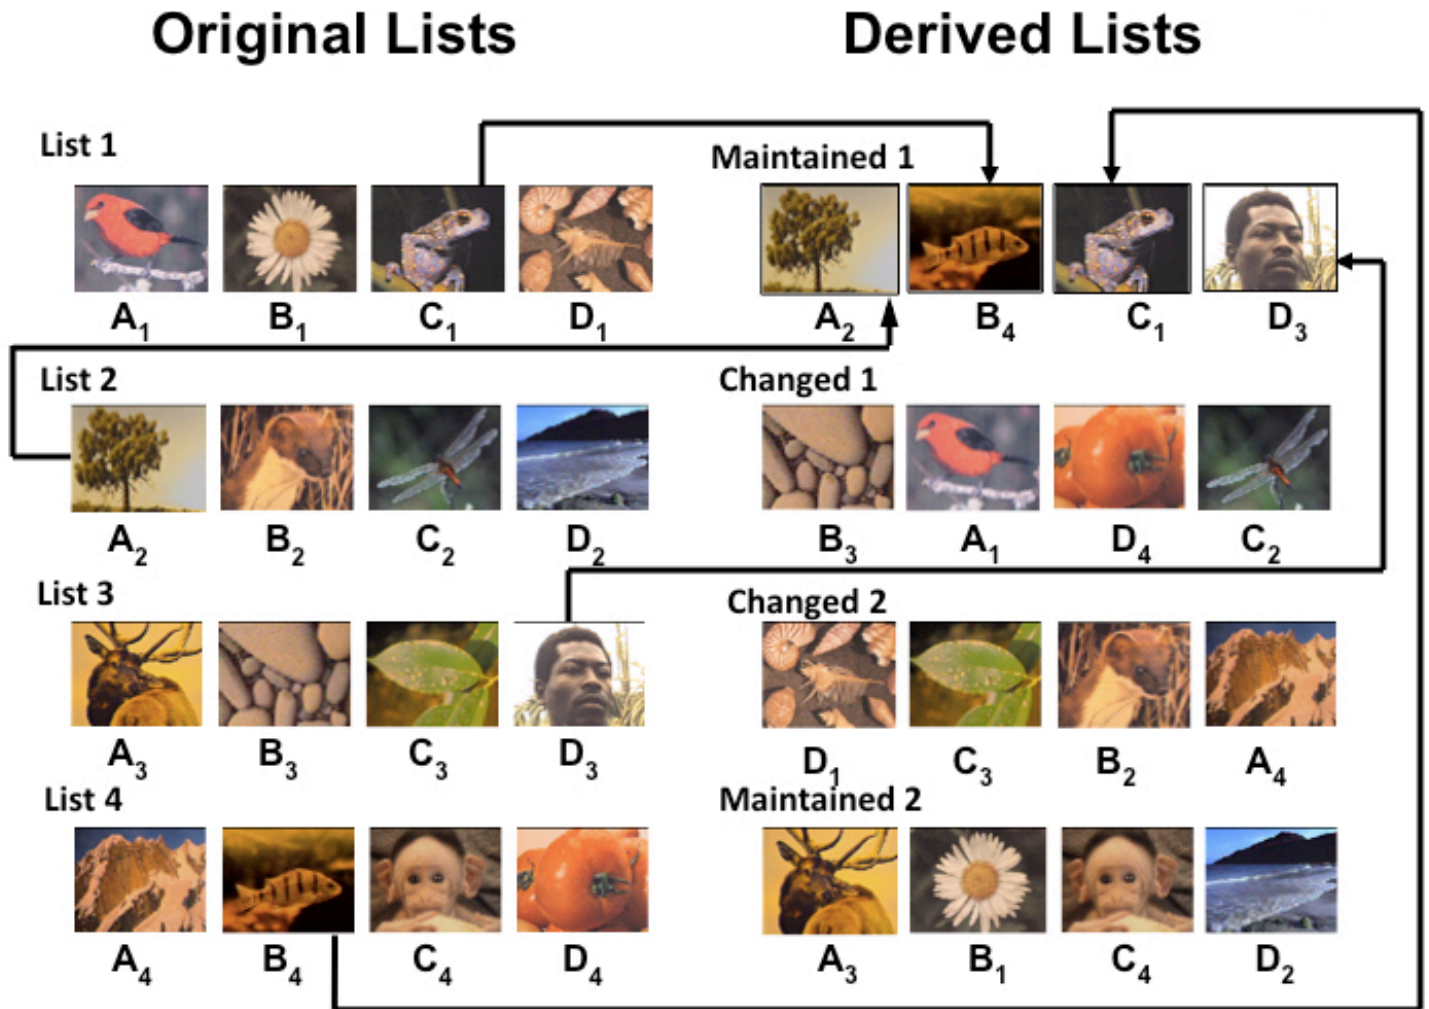 Original Lists
Derived Lists
List 1
A₁ B₁ C₁ D₁
List 2
A₂ B₂ C₂ D₂
List 3
A₃ B₃ C₃ D₃
List 4
A₄ B₄ C₄ D₄
Maintained 1
A₂ B₄ C₁ D₃
Changed 1
B₃ A₁ D₄ C₂
Changed 2
D₁ C₃ B₂ A₄
Maintained 2
A₃ B₁ C₄ D₂